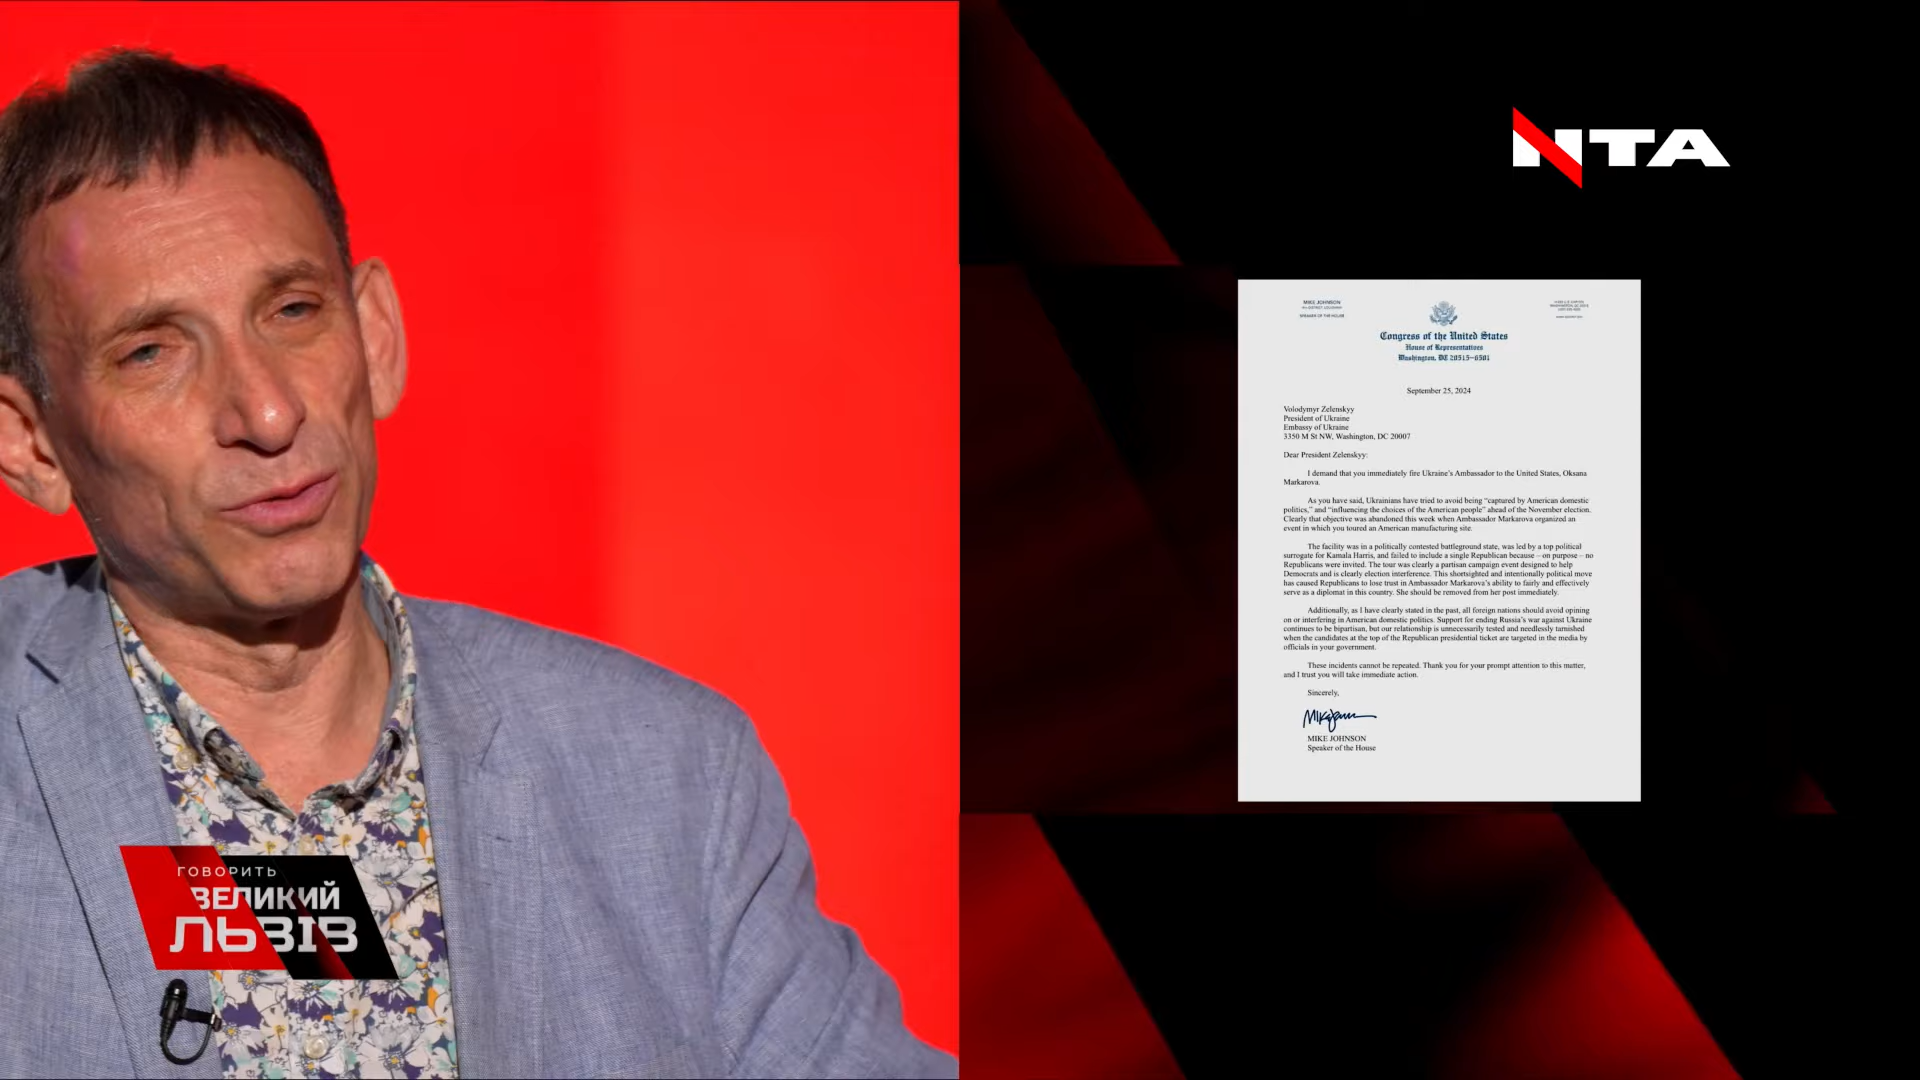 NTA
MIKE JOHNSON
4TH DISTRICT, LOUISIANA
SPEAKER OF THE HOUSE
Congress of the United States
House of Representatives
Washington, DC 20515-6501
September 25, 2024
Volodymyr Zelenskyy
President of Ukraine
Embassy of Ukraine
3350 M St NW, Washington, DC 20007
Dear President Zelenskyy:
I demand that you immediately fire Ukraine’s Ambassador to the United States, Oksana
Markarova.
As you have said, Ukrainians have tried to avoid being “captured by American domestic
politics,” and “influencing the choices of the American people” ahead of the November election.
Clearly that objective was abandoned this week when Ambassador Markarova organized an
event in which you toured an American manufacturing site.
The facility was in a politically contested battleground state, was led by a top political
surrogate for Kamala Harris, and failed to include a single Republican because – on purpose – no
Republicans were invited. The tour was clearly a partisan campaign event designed to help
Democrats and is clearly election interference. This shortsighted and intentionally political move
has caused Republicans to lose trust in Ambassador Markarova’s ability to fairly and effectively
serve as a diplomat in this country. She should be removed from her post immediately.
Additionally, as I have clearly stated in the past, all foreign nations should avoid opining
on or interfering in American domestic politics. Support for ending Russia’s war against Ukraine
continues to be bipartisan, but our relationship is unnecessarily tested and needlessly tarnished
when the candidates at the top of the Republican presidential ticket are targeted in the media by
officials in your government.
These incidents cannot be repeated. Thank you for your prompt attention to this matter,
and I trust you will take immediate action.
Sincerely,
MIKE JOHNSON
Speaker of the House
ГОВОРИТЬ
ВЕЛИКИЙ
ЛЬВІВ